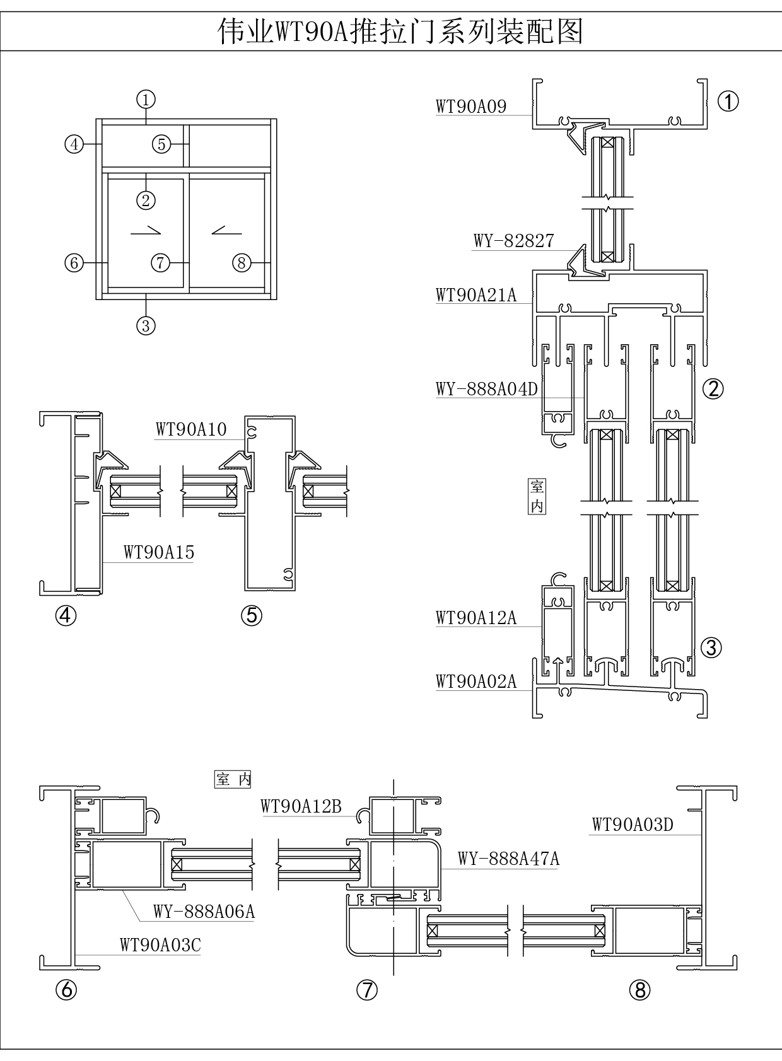 伟业WT90A推拉门系列装配图
①
④
⑤
②
⑥
⑦
⑧
③
WT90A09
①
WY-82827
WT90A21A
WY-888A04D
②
室内
WT90A12A
③
WT90A02A
WT90A10
WT90A15
④
⑤
室内
WT90A12B
WT90A03D
WY-888A47A
WY-888A06A
WT90A03C
⑥
⑦
⑧